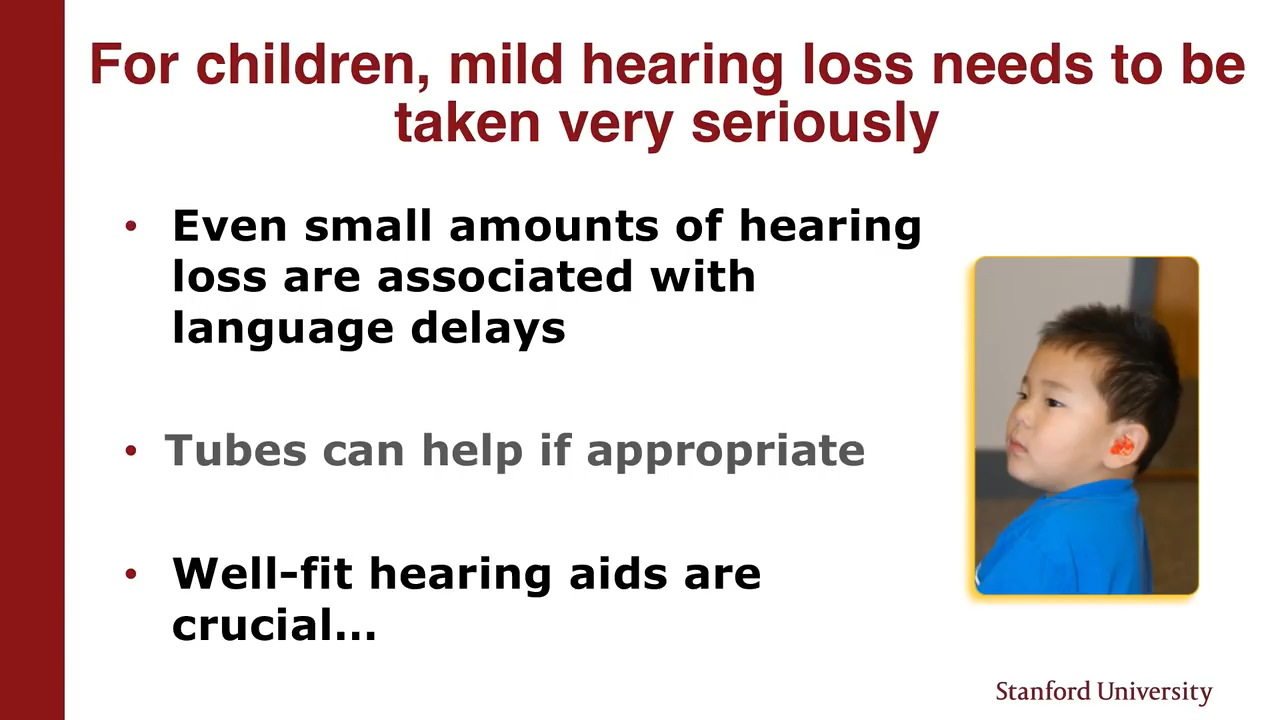 For children, mild hearing loss needs to be
taken very seriously
• Even small amounts of hearing
loss are associated with
language delays
• Tubes can help if appropriate
• Well-fit hearing aids are
crucial…
Stanford University